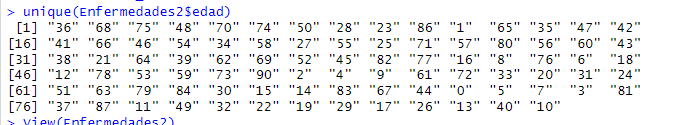 > unique(Enfermedades2$edad)
[1] "36" "68" "75" "48" "70" "74" "50" "28" "23" "86" "1" "65" "35" "47" "42"
[16] "41" "66" "46" "54" "34" "58" "27" "55" "25" "71" "57" "80" "56" "60" "43"
[31] "38" "21" "64" "39" "62" "69" "52" "45" "82" "77" "16" "8" "76" "6" "18"
[46] "12" "78" "53" "59" "73" "90" "2" "4" "9" "61" "72" "33" "20" "31" "24"
[61] "51" "63" "79" "84" "30" "15" "14" "83" "67" "44" "0" "5" "7" "3" "81"
[76] "37" "87" "11" "49" "32" "22" "19" "29" "17" "26" "13" "40" "10"
> View(Enfermedades2)